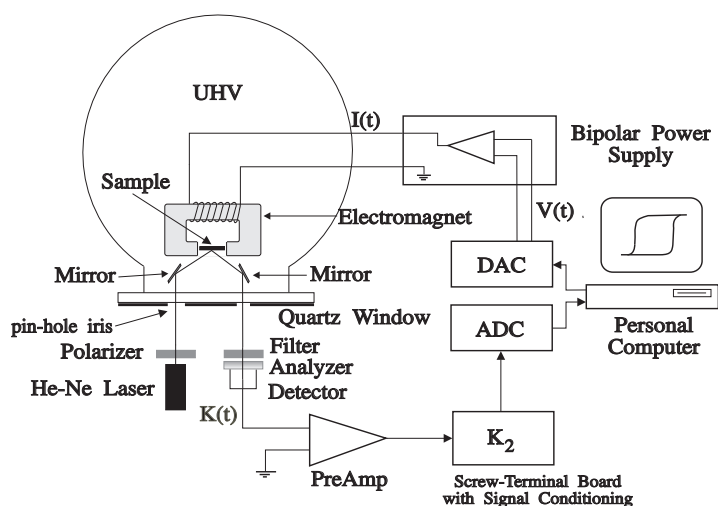 UHV
I(t)
Bipolar Power
Supply
Sample
Electromagnet
V(t)
Mirror
Mirror
DAC
pin-hole iris
Quartz Window
ADC
Personal
Computer
Polarizer
Filter
Analyzer
He-Ne Laser
Detector
K(t)
K2
PreAmp
Screw-Terminal Board
with Signal Conditioning